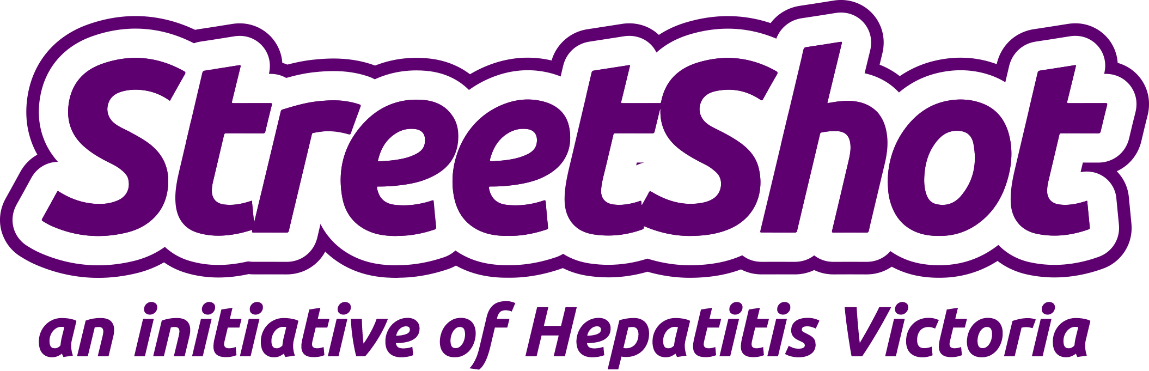 StreetShot
an initiative of Hepatitis Victoria